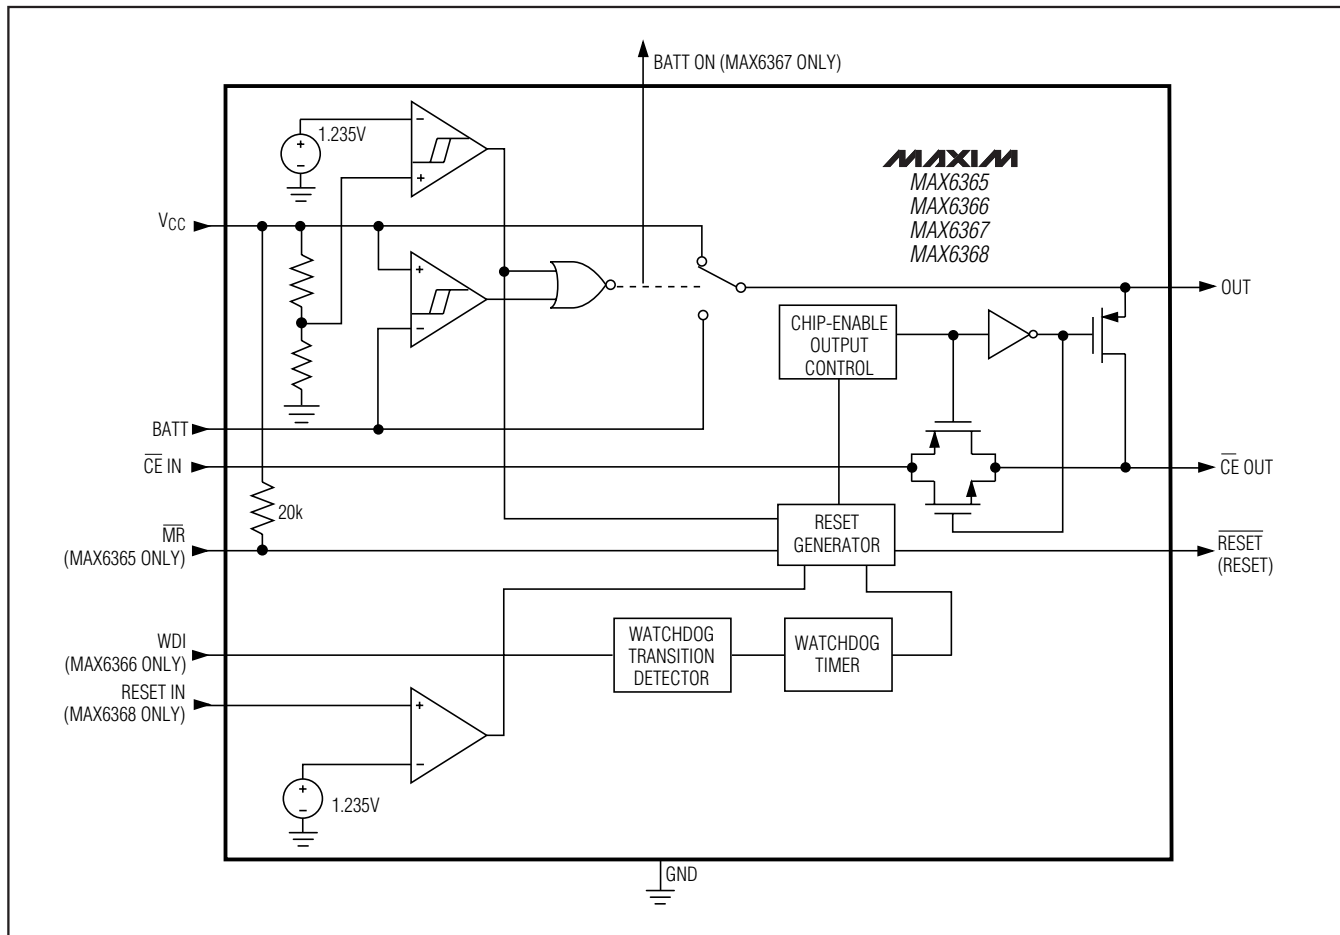 BATT ON (MAX6367 ONLY)
1.235V
MAXIM
MAX6365
MAX6366
MAX6367
MAX6368
VCC
OUT
CHIP-ENABLE
OUTPUT
CONTROL
BATT
CE IN
CE OUT
20k
MR
(MAX6365 ONLY)
RESET
GENERATOR
RESET
(RESET)
WDI
(MAX6366 ONLY)
WATCHDOG
TRANSITION
DETECTOR
WATCHDOG
TIMER
RESET IN
(MAX6368 ONLY)
1.235V
GND